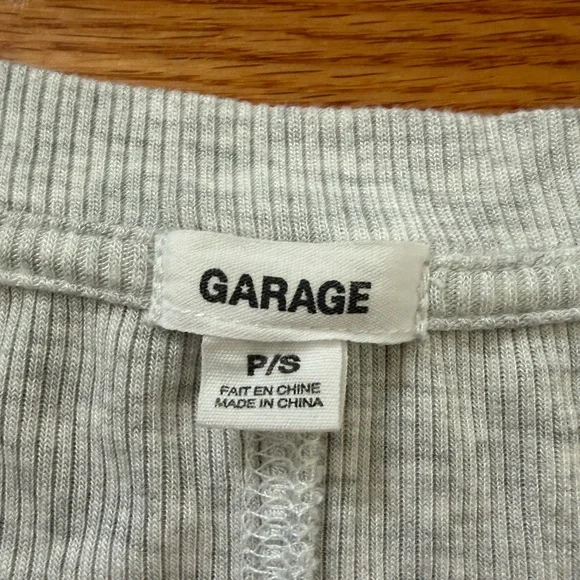 GARAGE
P/S
FAIT EN CHINE
MADE IN CHINA